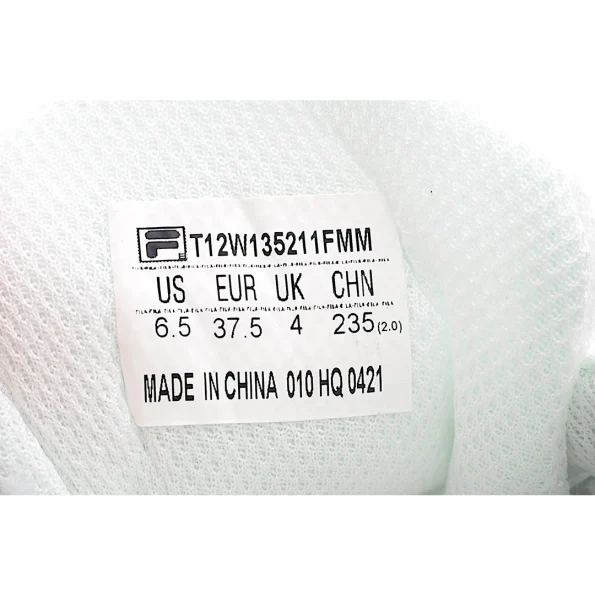 T12W135211FMM
US EUR UK CHN
6.5 37.5 4 235 (2.0)
MADE IN CHINA 010 HQ 0421